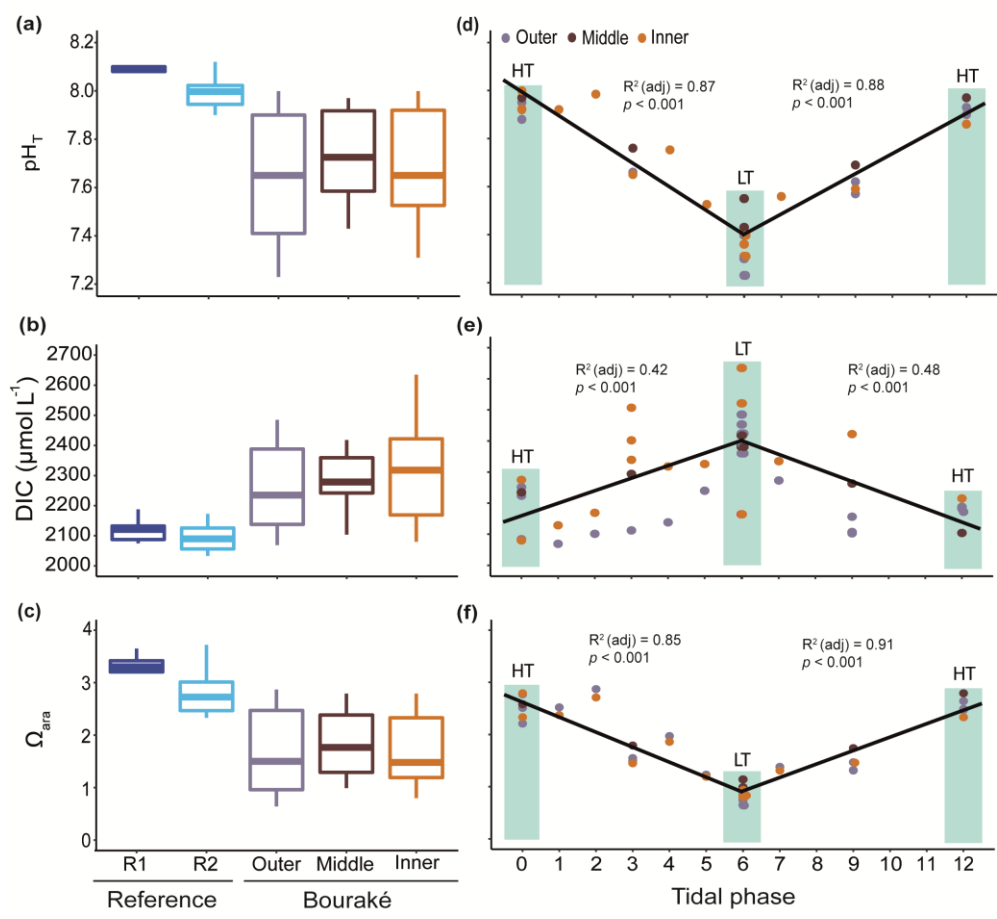 (a)
8.2
8.0
7.8
7.6
7.4
7.2
pHT
(d)
Outer Middle Inner
HT
R² (adj) = 0.87
p < 0.001
R² (adj) = 0.88
p < 0.001
HT
LT
(b)
2700
2600
2500
2400
2300
2200
2100
2000
DIC (µmol L⁻¹)
(e)
LT
R² (adj) = 0.42
p < 0.001
R² (adj) = 0.48
p < 0.001
HT
HT
(c)
4
3
2
1
0
Ωara
R1 R2 Outer Middle Inner
Reference Bouraké
(f)
R² (adj) = 0.85
p < 0.001
R² (adj) = 0.91
p < 0.001
HT
HT
LT
0 1 2 3 4 5 6 7 8 9 10 11 12
Tidal phase